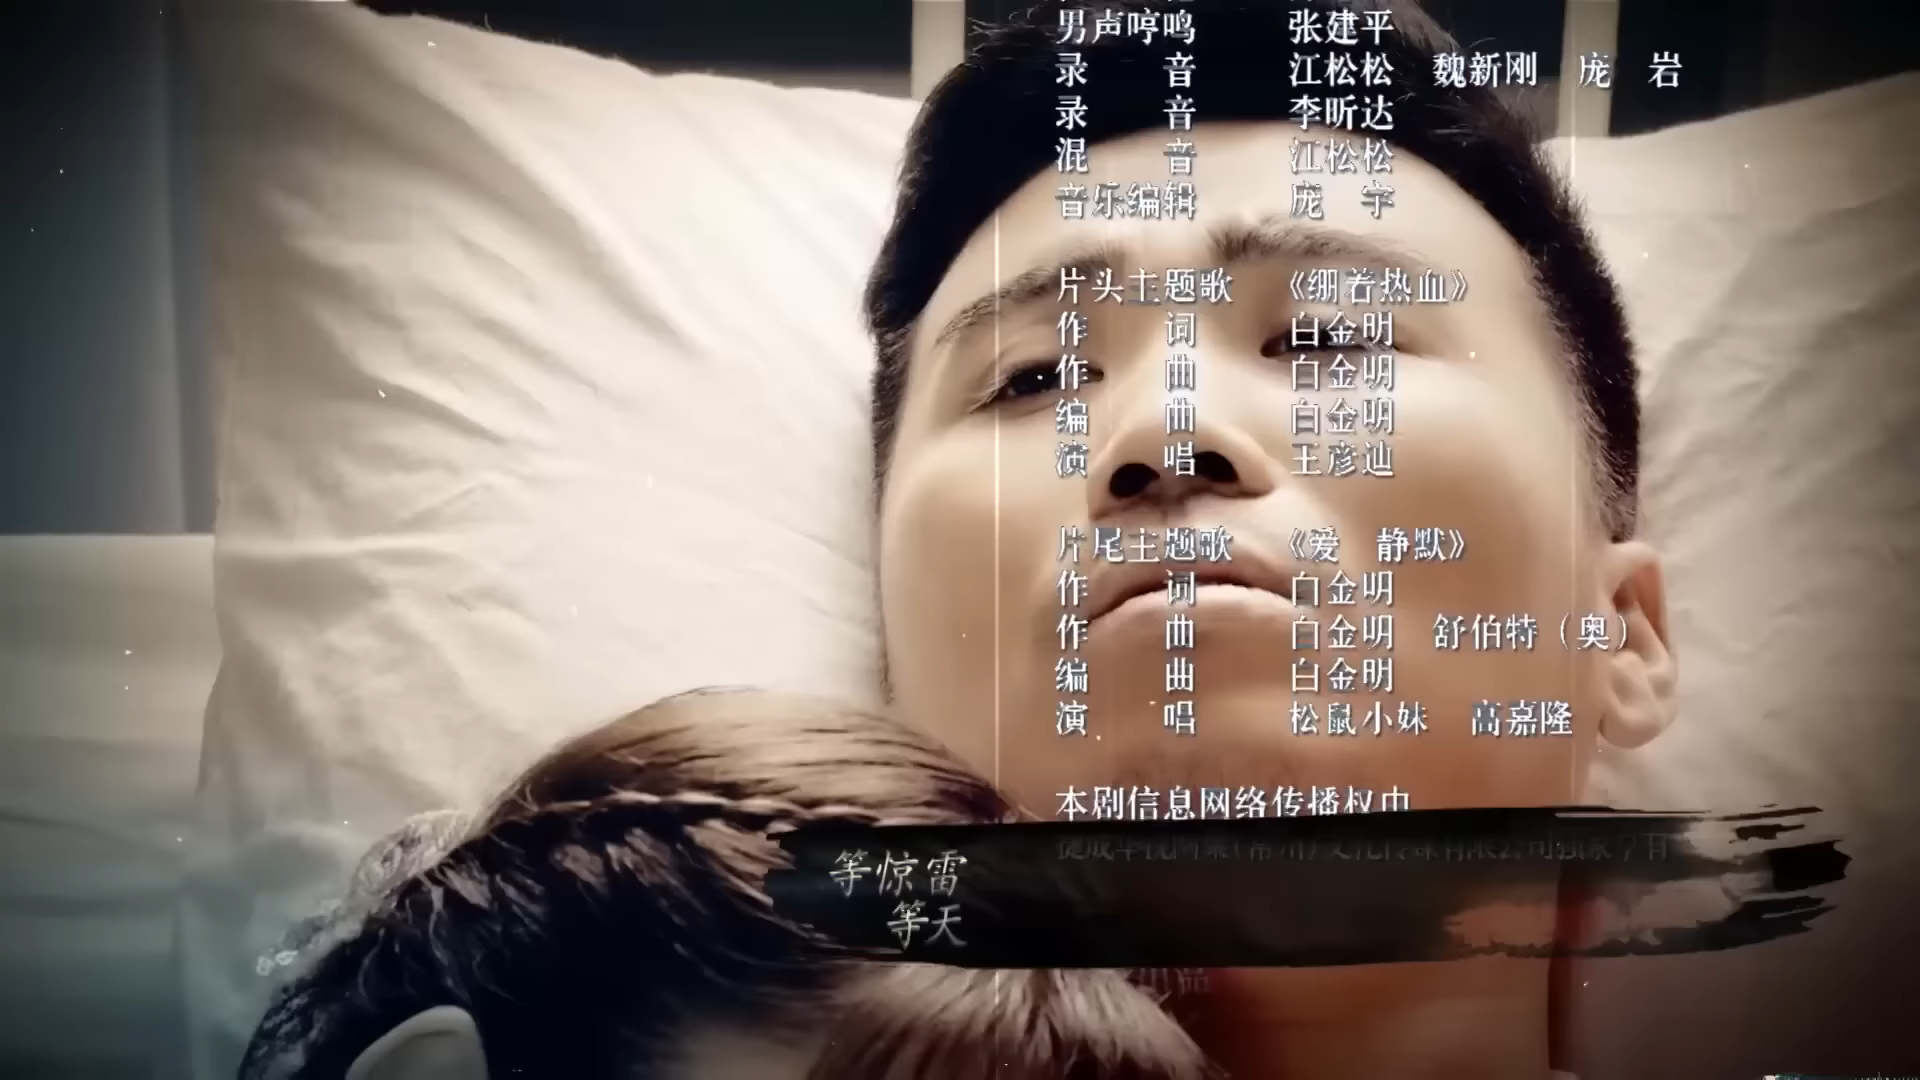 男声哼鸣 张建平
录音 江松松 魏新刚 庞岩
录音 李昕达
混音 江松松
音乐编辑 庞宇
片头主题歌 《绷着热血》
作词 白金明
作曲 白金明
编曲 白金明
演唱 王彦迪
片尾主题歌 《爱 静默》
作词 白金明
作曲 白金明 舒伯特（奥）
编曲 白金明
演唱 松鼠小妹 高嘉隆
本剧信息网络传播权由
等惊雷
等天